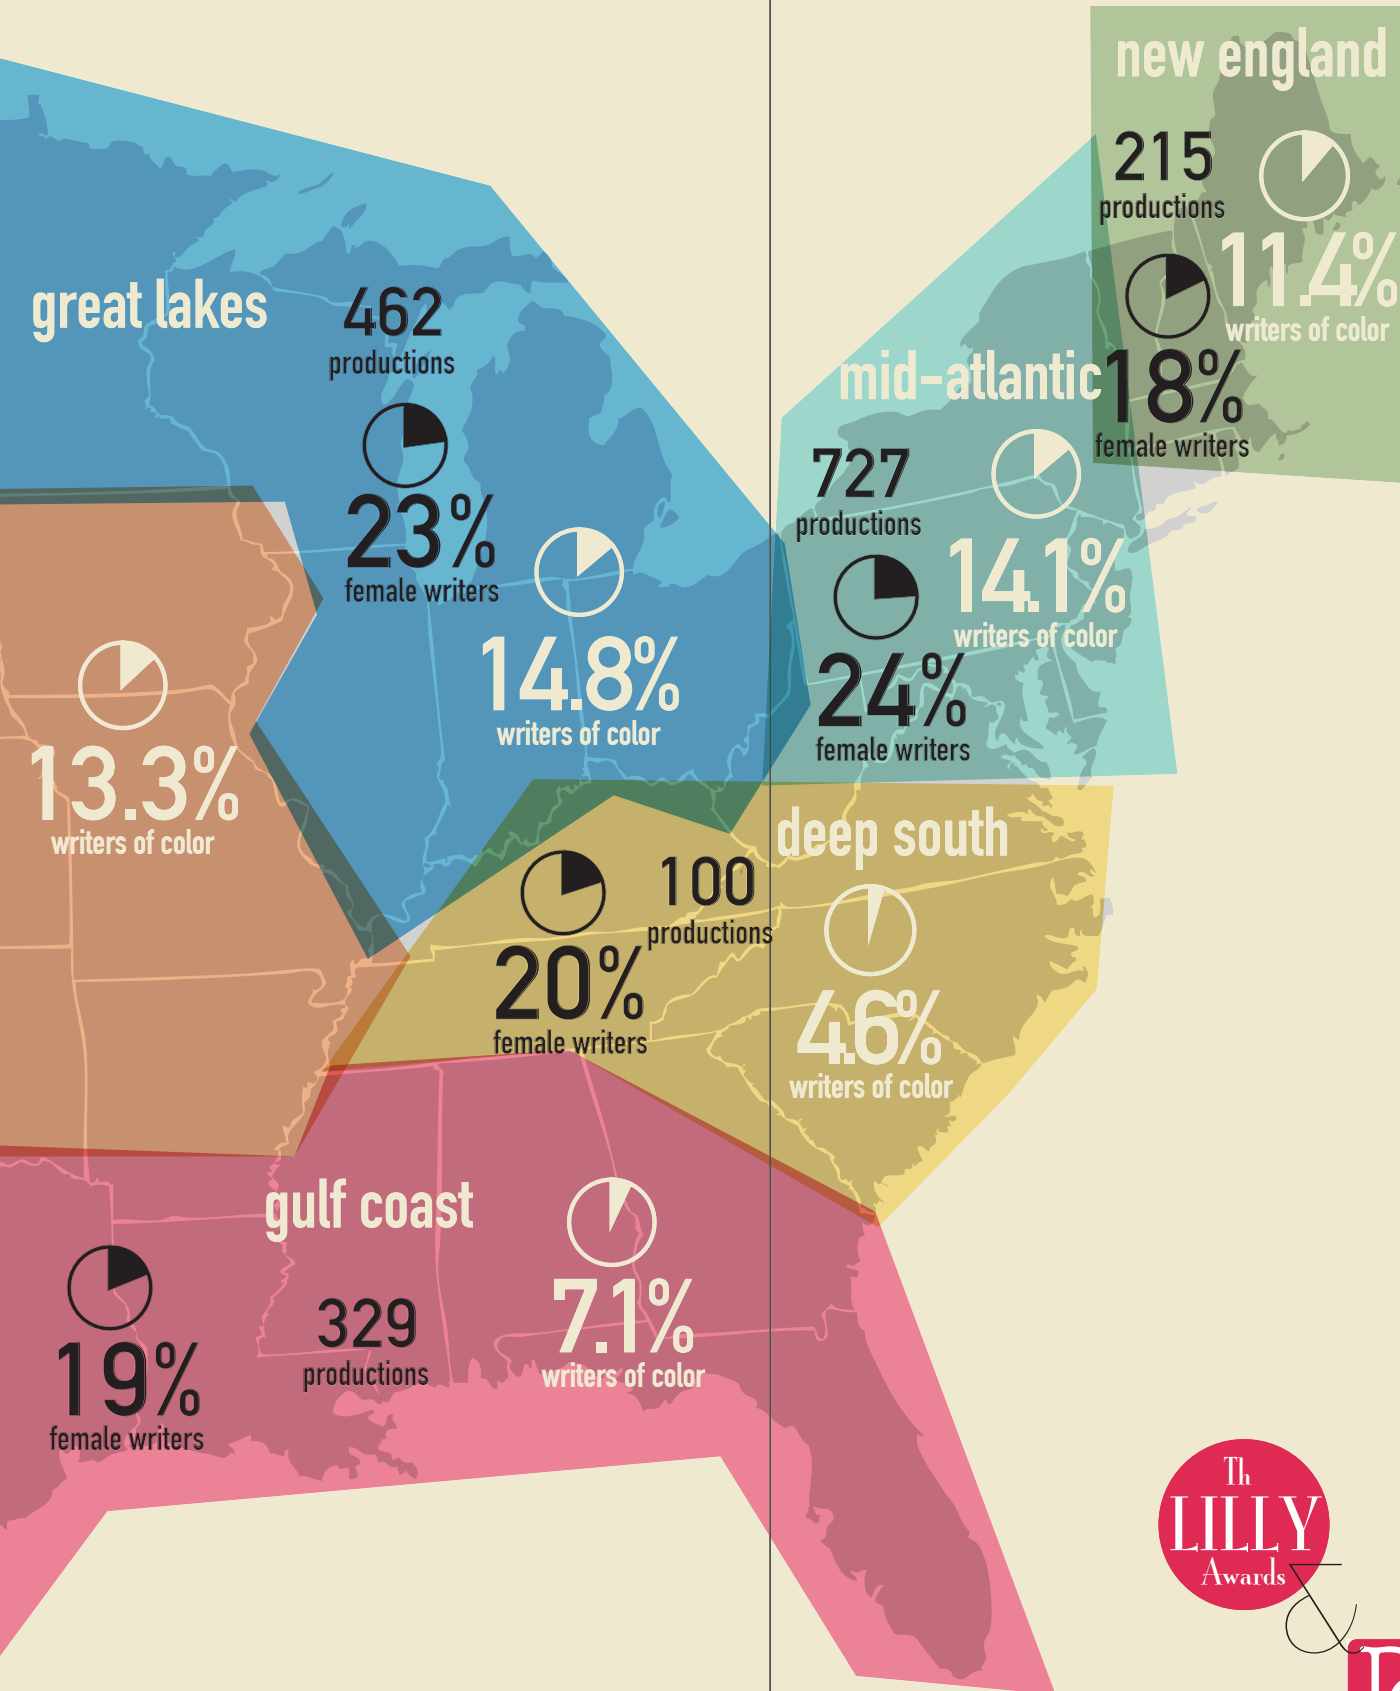 new england
215
productions
11.4%
writers of color
18%
female writers
great lakes
462
productions
23%
female writers
14.8%
writers of color
mid-atlantic
727
productions
14.1%
writers of color
24%
female writers
13.3%
writers of color
deep south
100
productions
20%
female writers
4.6%
writers of color
gulf coast
7.1%
writers of color
329
productions
19%
female writers
Th
LILLY
Awards
&